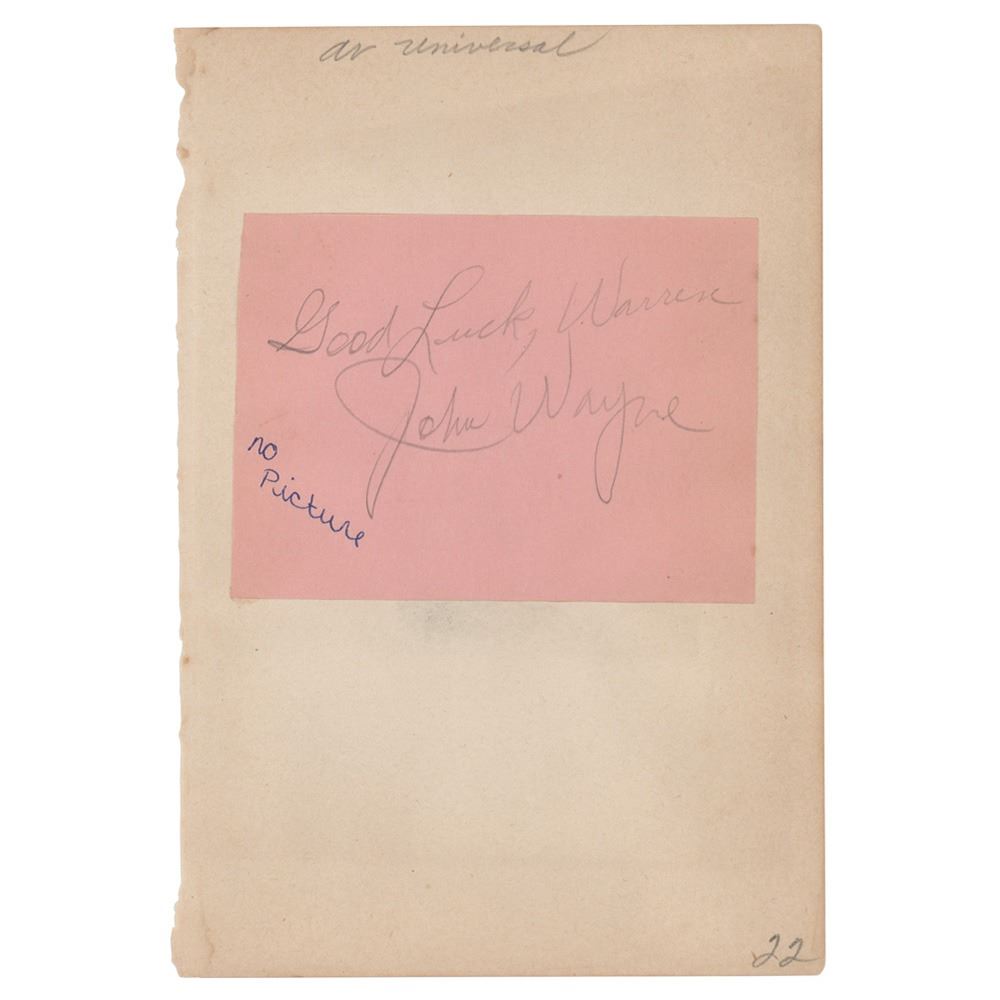 at universal
Good Luck, Warren
John Wayne
no
Picture
22